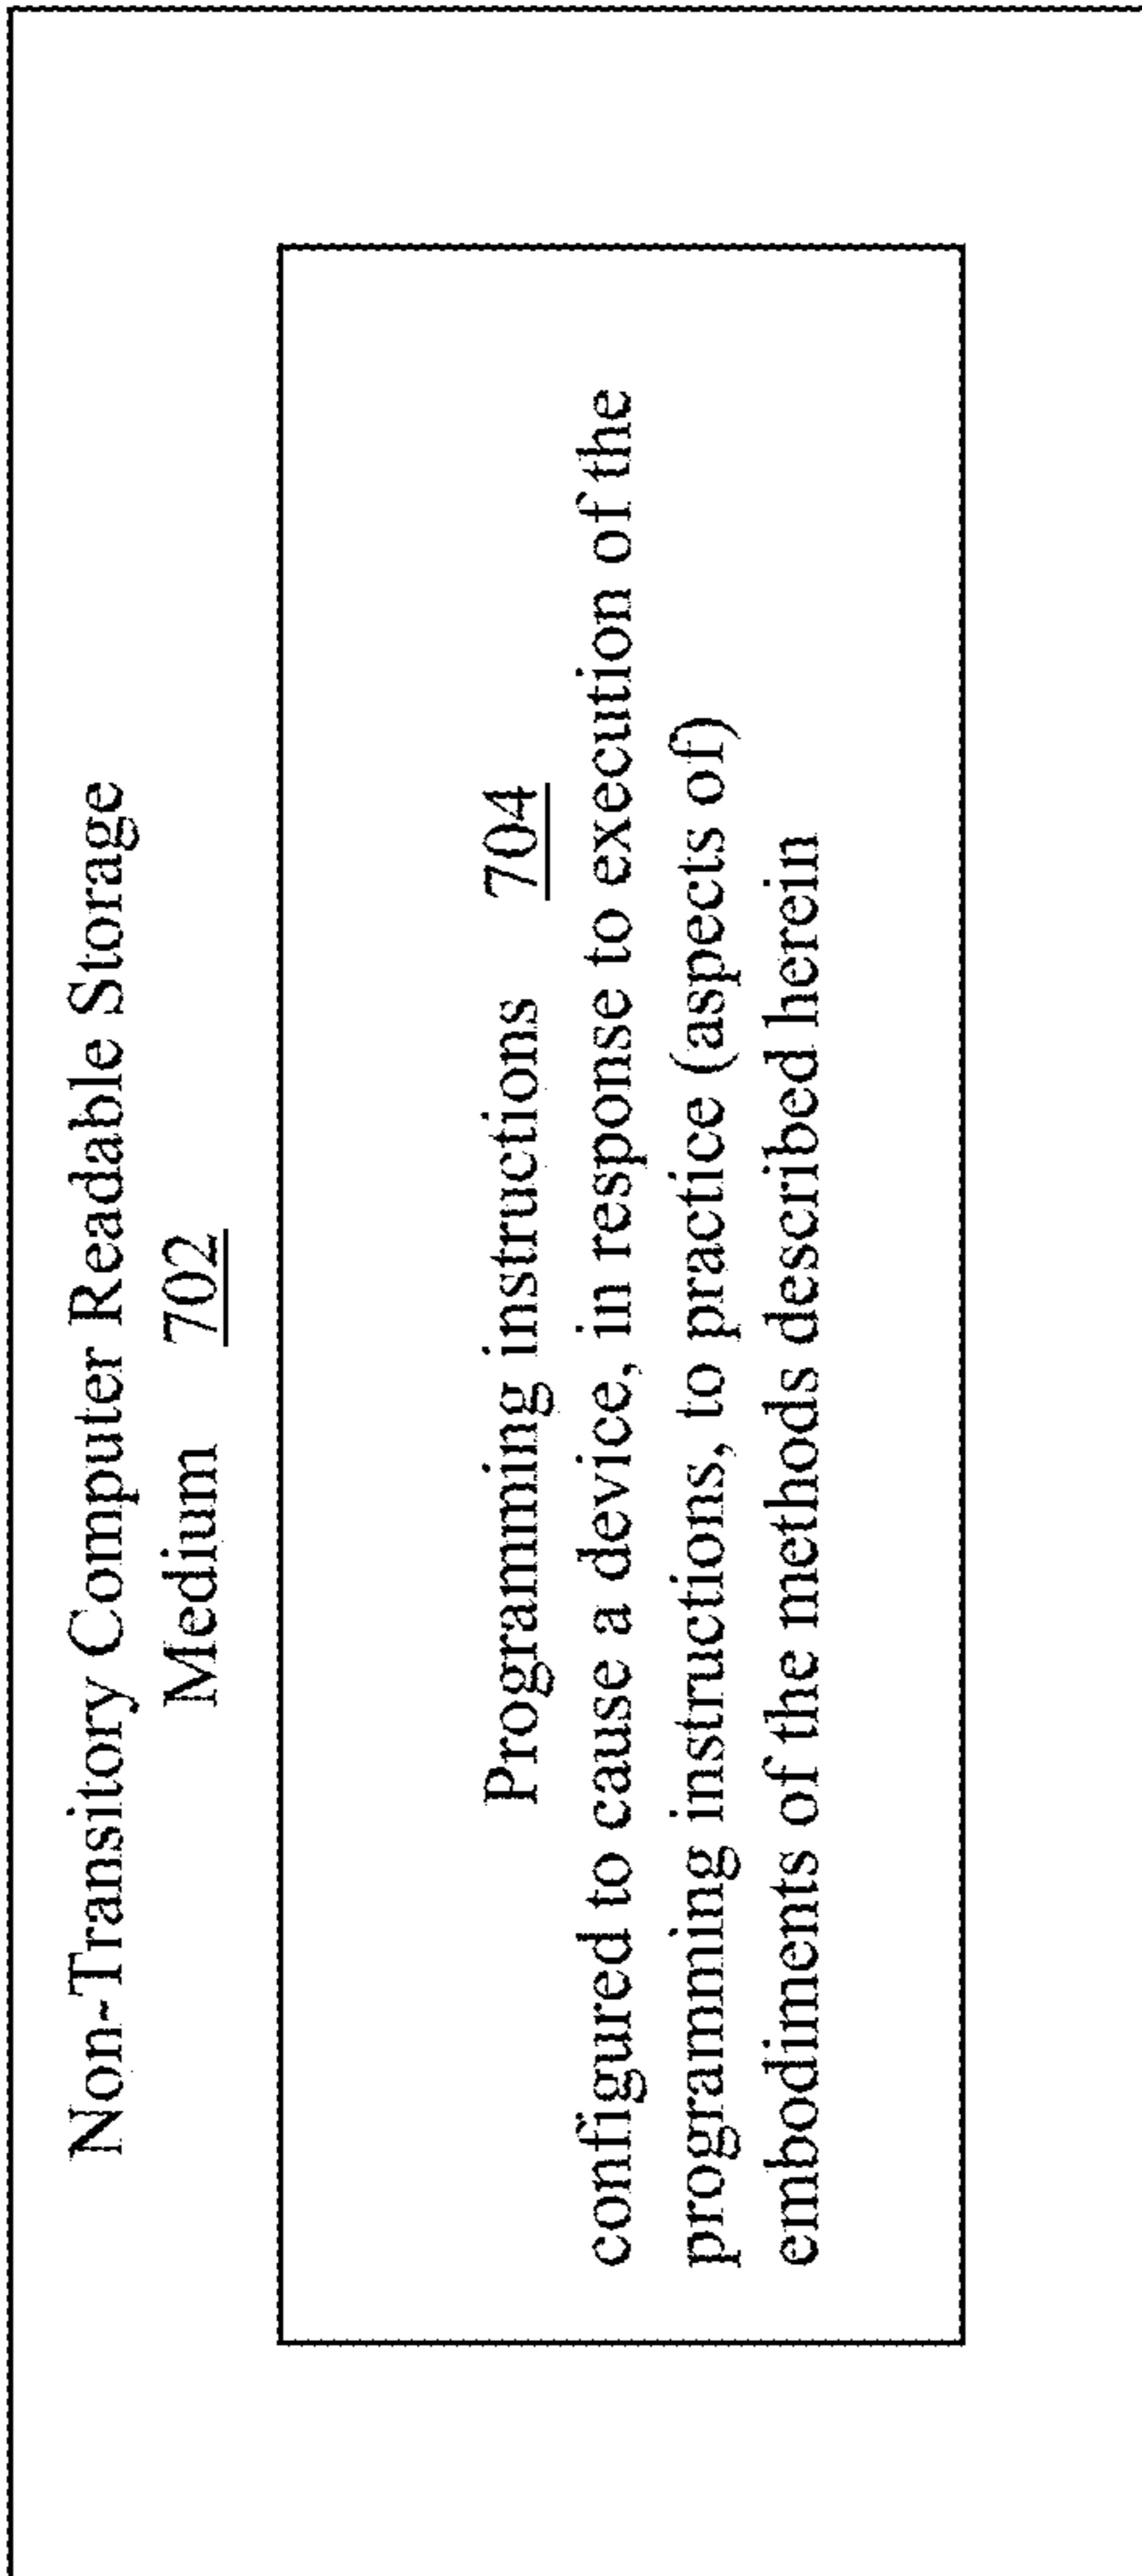 Non-Transitory Computer Readable Storage
Medium 702
Programming instructions 704
configured to cause a device, in response to execution of the
programming instructions, to practice (aspects of)
embodiments of the methods described herein